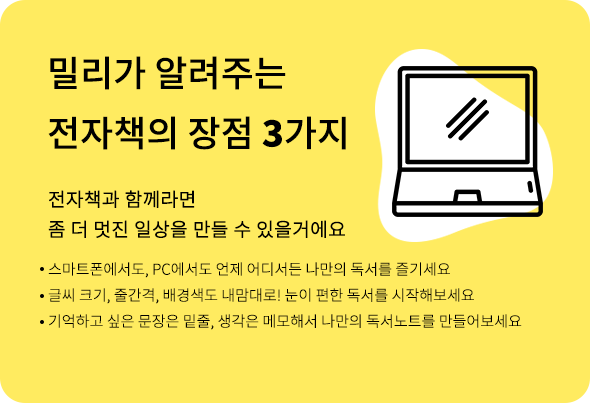 밀리가 알려주는
전자책의 장점 3가지
전자책과 함께라면
좀 더 멋진 일상을 만들 수 있을거에요
• 스마트폰에서도, PC에서도 언제 어디서든 나만의 독서를 즐기세요
• 글씨 크기, 줄간격, 배경색도 내맘대로! 눈이 편한 독서를 시작해보세요
• 기억하고 싶은 문장은 밑줄, 생각은 메모해서 나만의 독서노트를 만들어보세요